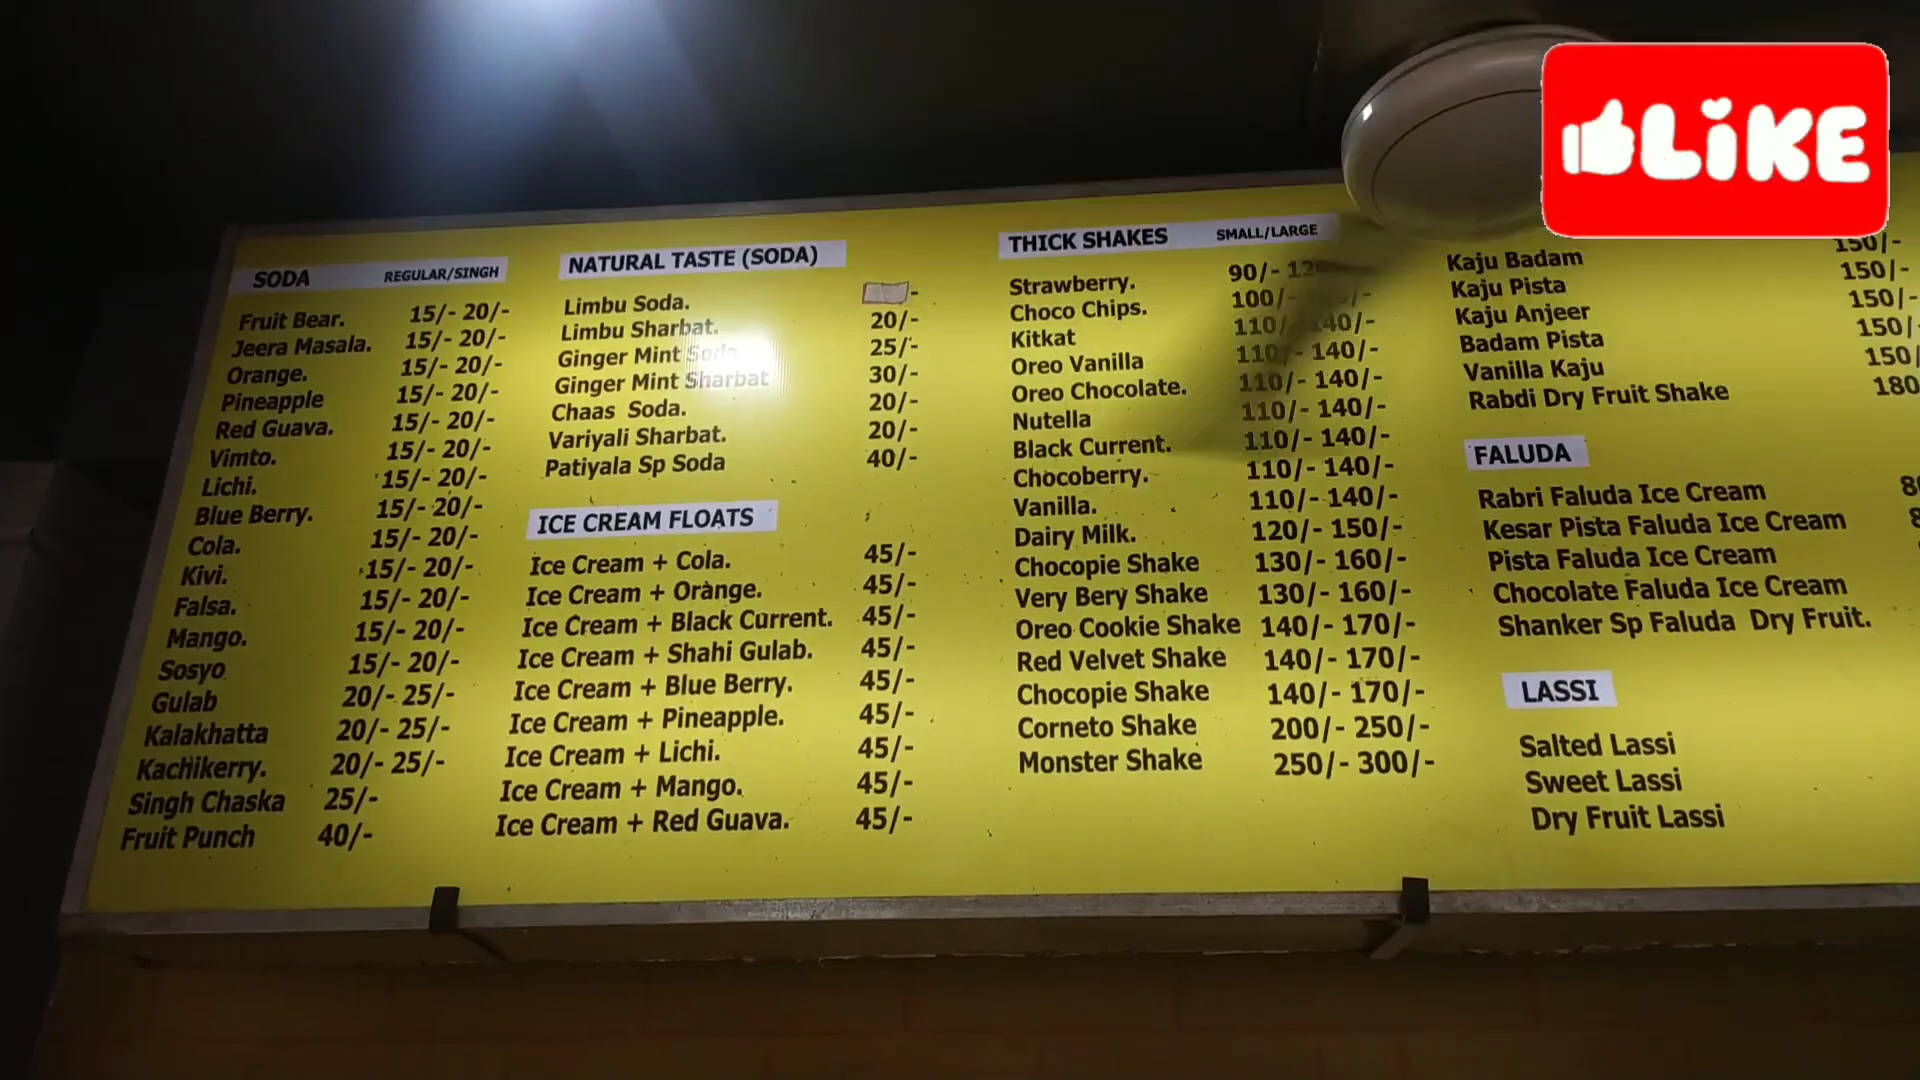 LiKE
SODA REGULAR/SINGH
Fruit Bear. 15/- 20/-
Jeera Masala. 15/- 20/-
Orange. 15/- 20/-
Pineapple 15/- 20/-
Red Guava. 15/- 20/-
Vimto. 15/- 20/-
Lichi. 15/- 20/-
Blue Berry. 15/- 20/-
Cola. 15/- 20/-
Kivi. 15/- 20/-
Falsa. 15/- 20/-
Mango. 15/- 20/-
Sosyo 15/- 20/-
Gulab 20/- 25/-
Kalakhatta 20/- 25/-
Kachikerry. 20/- 25/-
Singh Chaska 25/-
Fruit Punch 40/-
NATURAL TASTE (SODA)
Limbu Soda. -
Limbu Sharbat. 20/-
Ginger Mint Soda 25/-
Ginger Mint Sharbat 30/-
Chaas Soda. 20/-
Variyali Sharbat. 20/-
Patiyala Sp Soda 40/-
ICE CREAM FLOATS
Ice Cream + Cola. 45/-
Ice Cream + Orange. 45/-
Ice Cream + Black Current. 45/-
Ice Cream + Shahi Gulab. 45/-
Ice Cream + Blue Berry. 45/-
Ice Cream + Pineapple. 45/-
Ice Cream + Lichi. 45/-
Ice Cream + Mango. 45/-
Ice Cream + Red Guava. 45/-
THICK SHAKES SMALL/LARGE
Strawberry. 90/-
Choco Chips. 100/-
Kitkat 110/- 140/-
Oreo Vanilla 110/- 140/-
Oreo Chocolate. 110/- 140/-
Nutella 110/- 140/-
Black Current. 110/- 140/-
Chocoberry. 110/- 140/-
Vanilla. 110/- 140/-
Dairy Milk. 120/- 150/-
Chocopie Shake 130/- 160/-
Very Bery Shake 130/- 160/-
Oreo Cookie Shake 140/- 170/-
Red Velvet Shake 140/- 170/-
Chocopie Shake 140/- 170/-
Corneto Shake 200/- 250/-
Monster Shake 250/- 300/-
Kaju Badam 150/-
Kaju Pista 150/-
Kaju Anjeer 150/-
Badam Pista 150/-
Vanilla Kaju 150/
Rabdi Dry Fruit Shake 180
FALUDA
Rabri Faluda Ice Cream
Kesar Pista Faluda Ice Cream
Pista Faluda Ice Cream
Chocolate Faluda Ice Cream
Shanker Sp Faluda Dry Fruit.
LASSI
Salted Lassi
Sweet Lassi
Dry Fruit Lassi